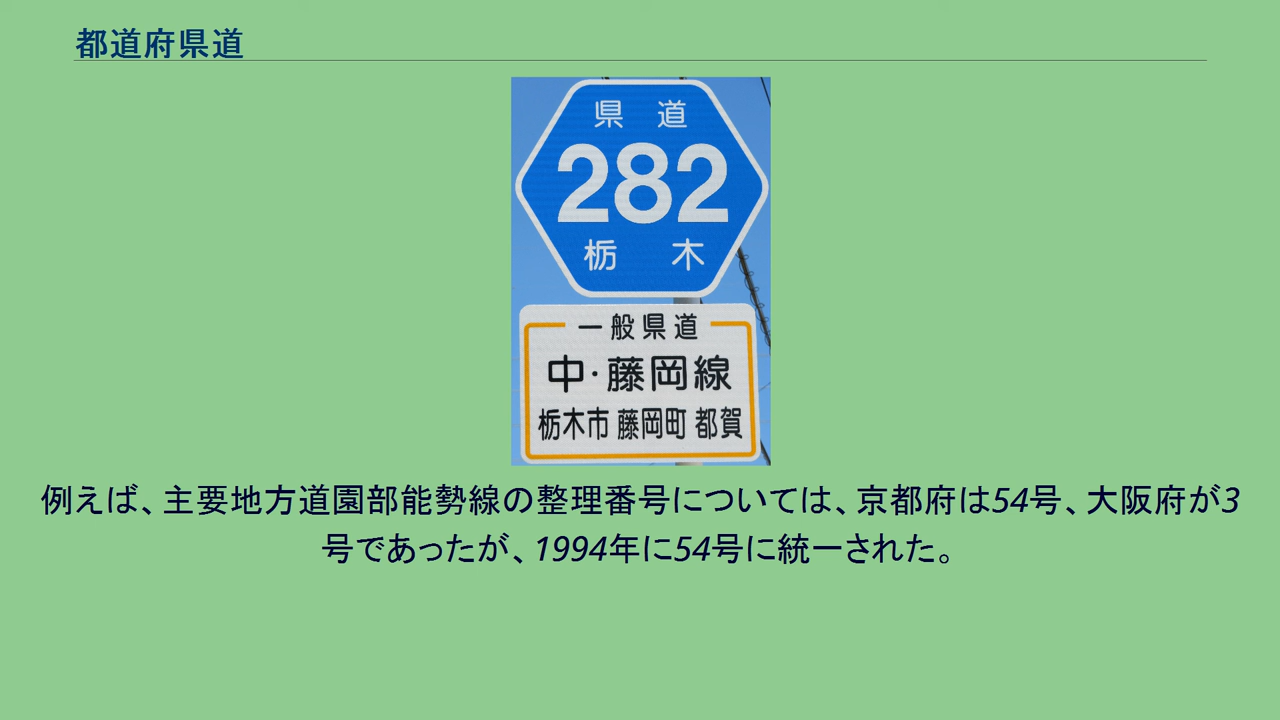 都道府県道
県 道
282
栃 木
一般県道
中・藤岡線
栃木市 藤岡町 都賀
例えば、主要地方道園部能勢線の整理番号については、京都府は54号、大阪府が3
号であったが、1994年に54号に統一された。